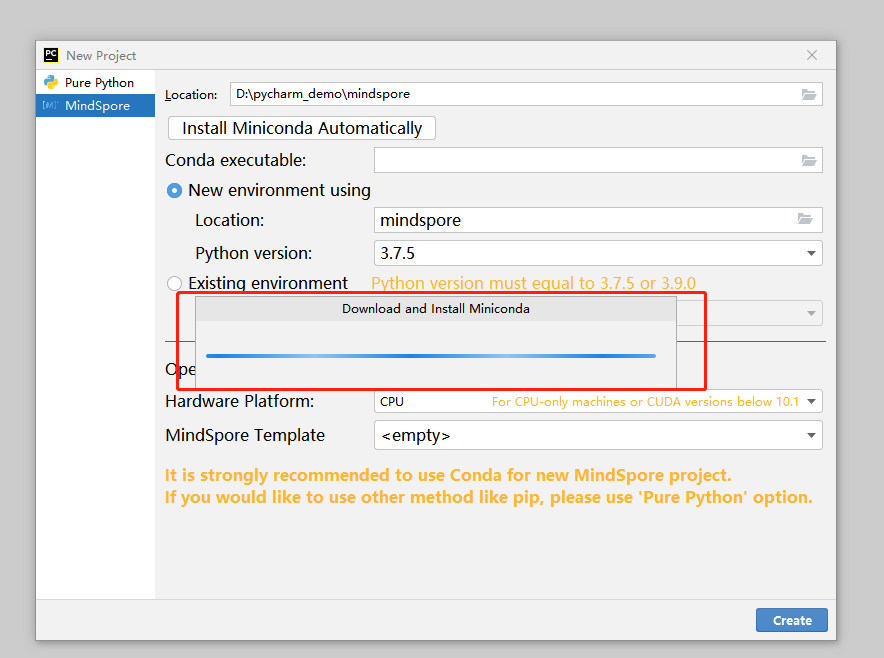 PC New Project
Pure Python
[M] MindSpore
Location: D:\pycharm_demo\mindspore
Install Miniconda Automatically
Conda executable:
New environment using
Location: mindspore
Python version: 3.7.5
Existing environment Python version must equal to 3.7.5 or 3.9.0
Download and Install Miniconda
Ope
Hardware Platform: CPU For CPU-only machines or CUDA versions below 10.1
MindSpore Template <empty>
It is strongly recommended to use Conda for new MindSpore project.
If you would like to use other method like pip, please use 'Pure Python' option.
Create